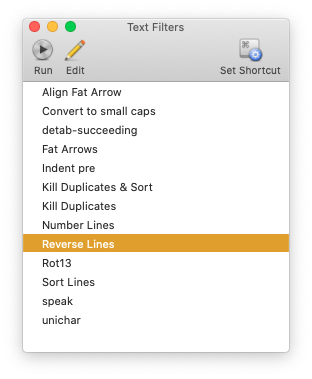 Text Filters
Run Edit Set Shortcut
Align Fat Arrow
Convert to small caps
detab-succeeding
Fat Arrows
Indent pre
Kill Duplicates & Sort
Kill Duplicates
Number Lines
Reverse Lines
Rot13
Sort Lines
speak
unichar